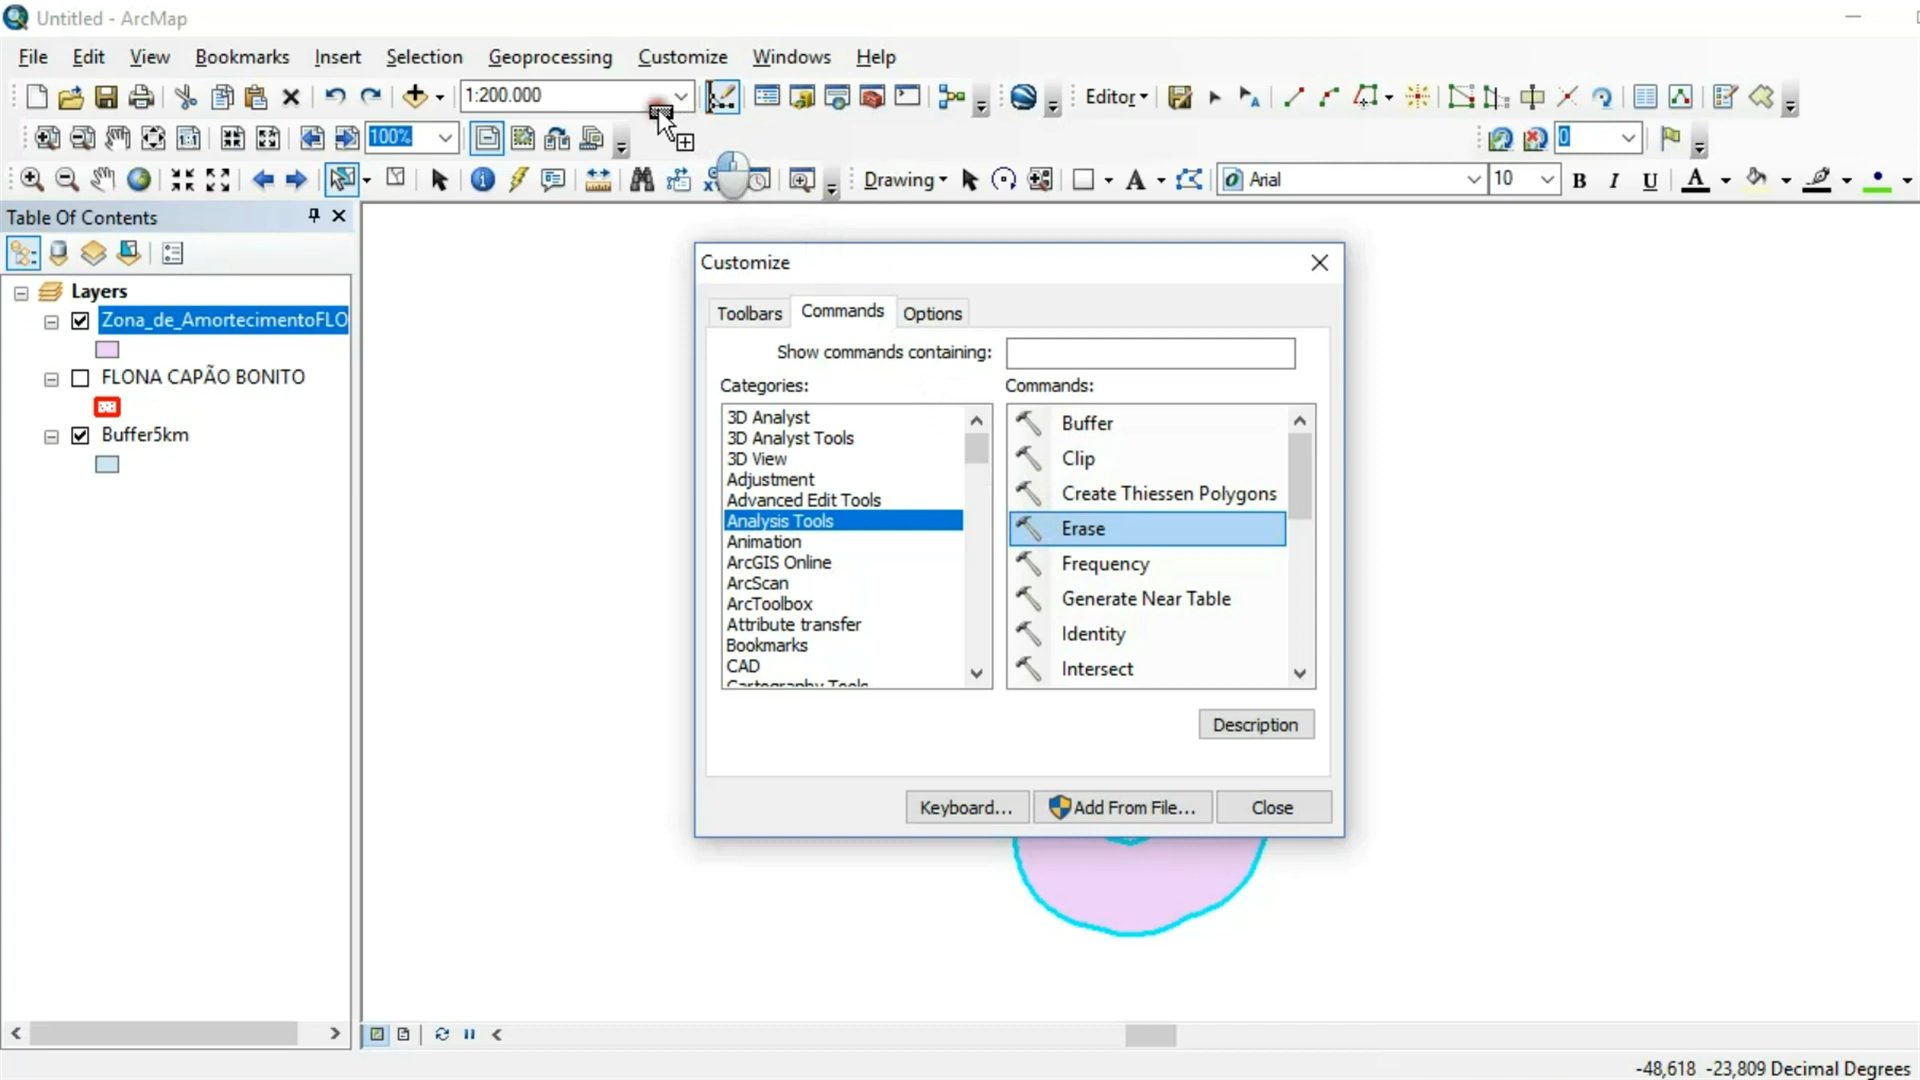 Untitled - ArcMap
File Edit View Bookmarks Insert Selection Geoprocessing Customize Windows Help
1:200.000 Editor
100% 0
Drawing A Arial 10 B I U A
Table Of Contents
Layers
Zona_de_AmortecimentoFLO
FLONA CAPÃO BONITO
Buffer5km
Customize
Toolbars Commands Options
Show commands containing:
Categories: Commands:
3D Analyst
3D Analyst Tools
3D View
Adjustment
Advanced Edit Tools
Analysis Tools
Animation
ArcGIS Online
ArcScan
ArcToolbox
Attribute transfer
Bookmarks
CAD
Cartography Tools
Buffer
Clip
Create Thiessen Polygons
Erase
Frequency
Generate Near Table
Identity
Intersect
Description
Keyboard... Add From File... Close
-48,618 -23,809 Decimal Degrees